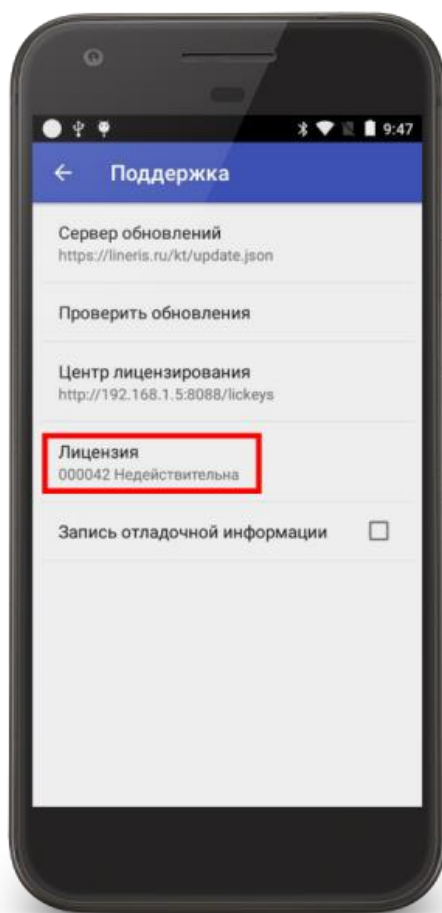 9:47
Поддержка
Сервер обновлений
https://lineris.ru/kt/update.json
Проверить обновления
Центр лицензирования
http://192.168.1.5:8088/lickeys
Лицензия
000042 Недействительна
Запись отладочной информации